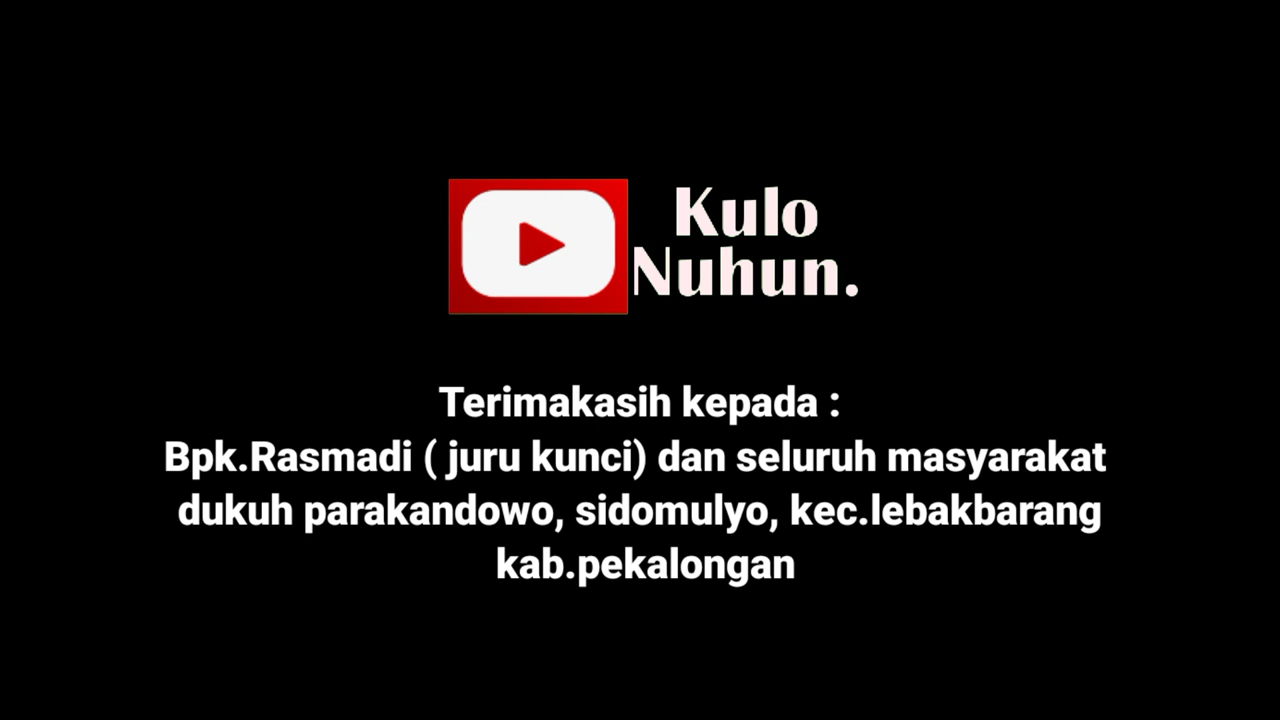 Kulo
Nuhun.
Terimakasih kepada :
Bpk.Rasmadi ( juru kunci) dan seluruh masyarakat
dukuh parakandowo, sidomulyo, kec.lebakbarang
kab.pekalongan